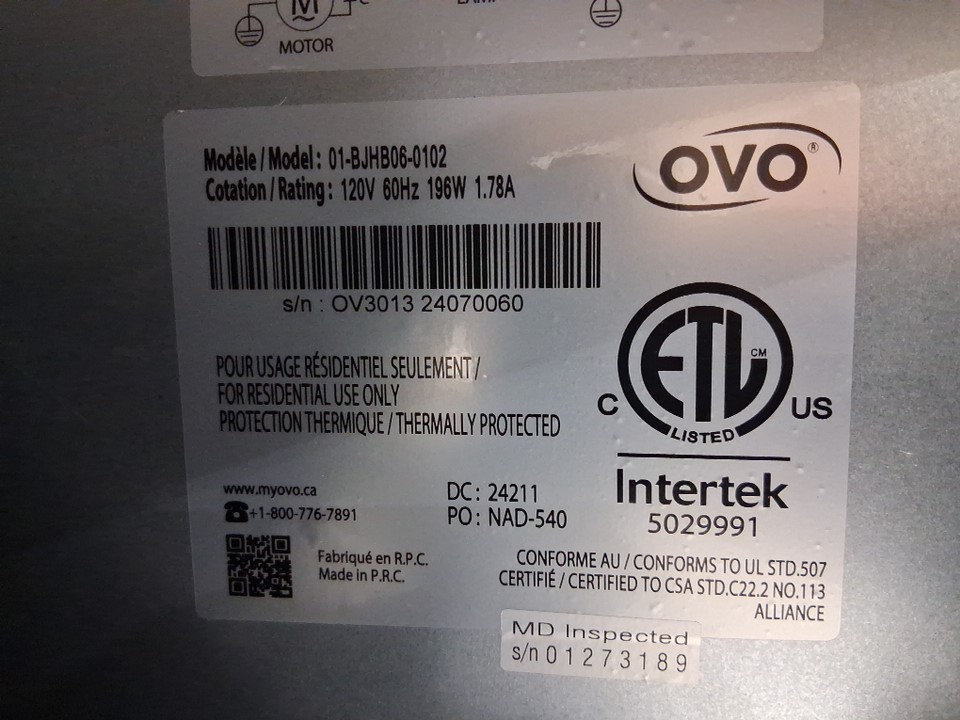 M
MOTOR
Modèle / Model : 01-BJHB06-0102
Cotation / Rating : 120V 60Hz 196W 1.78A
OVO®
s/n : OV3013 24070060
POUR USAGE RÉSIDENTIEL SEULEMENT /
FOR RESIDENTIAL USE ONLY
PROTECTION THERMIQUE / THERMALLY PROTECTED
ETL CM
C US
LISTED
Intertek
5029991
www.myovo.ca
+1-800-776-7891
DC : 24211
PO : NAD-540
Fabriqué en R.P.C.
Made in P.R.C.
CONFORME AU / CONFORMS TO UL STD.507
CERTIFIÉ / CERTIFIED TO CSA STD.C22.2 NO.113
ALLIANCE
MD Inspected
s/n 01273189